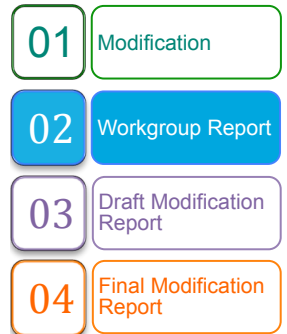 01 Modification
02 Workgroup Report
03 Draft Modification
Report
04 Final Modification
Report